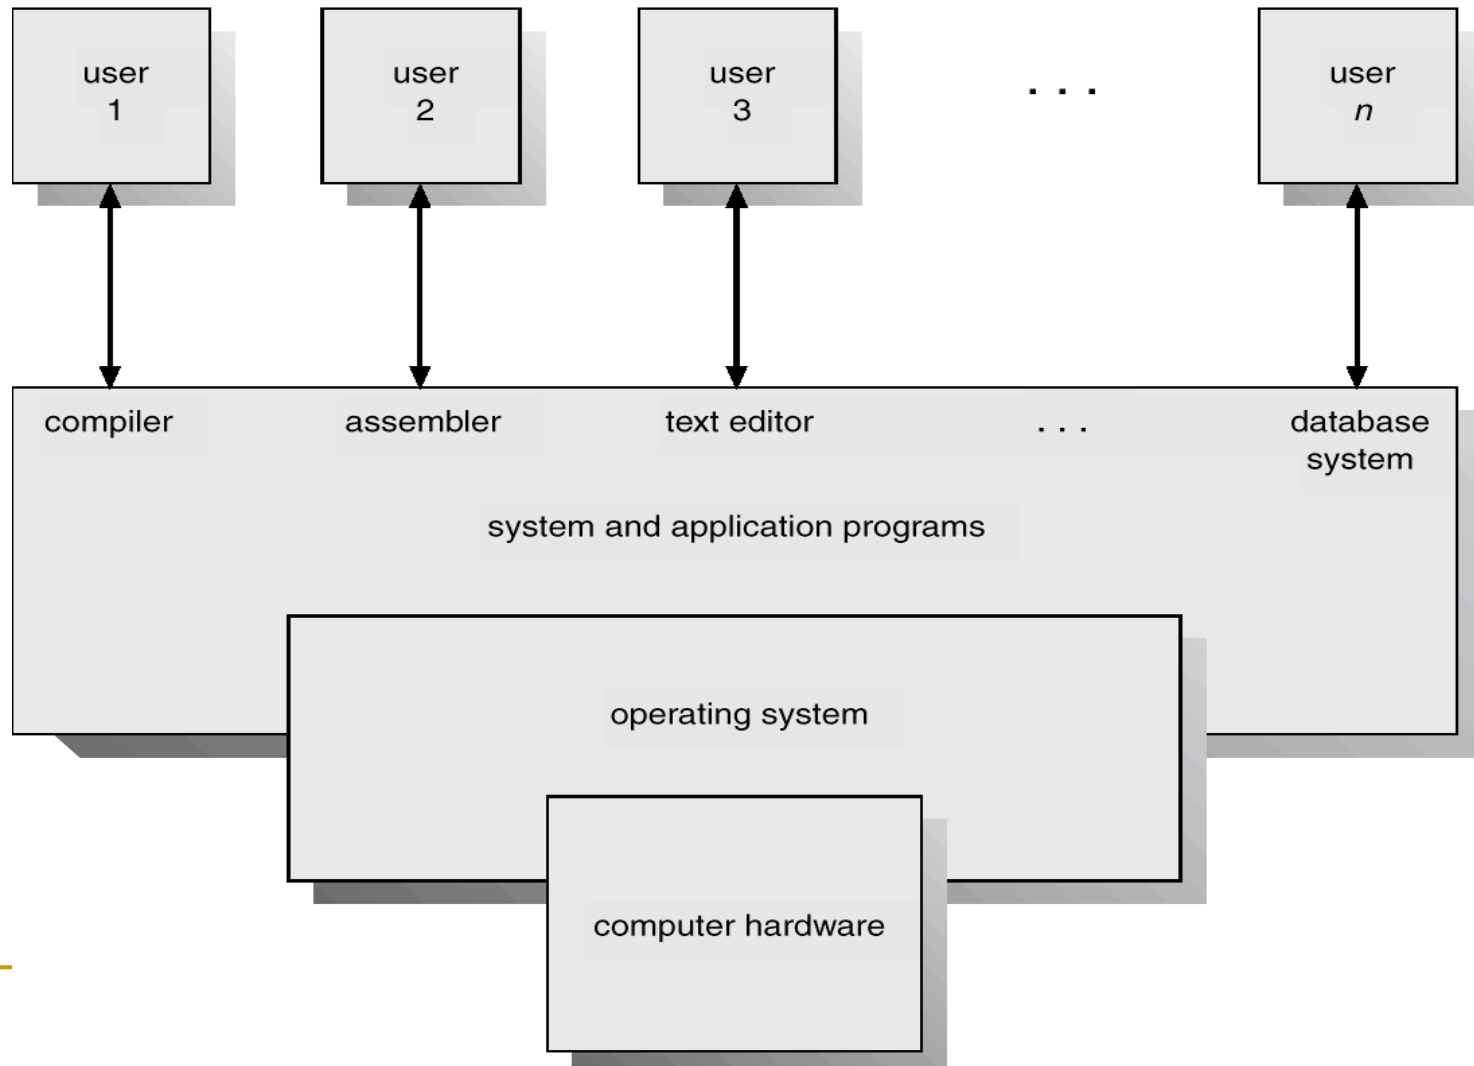 user
1
user
2
user
3
. . .
user
n
compiler
assembler
text editor
. . .
database
system
system and application programs
operating system
computer hardware